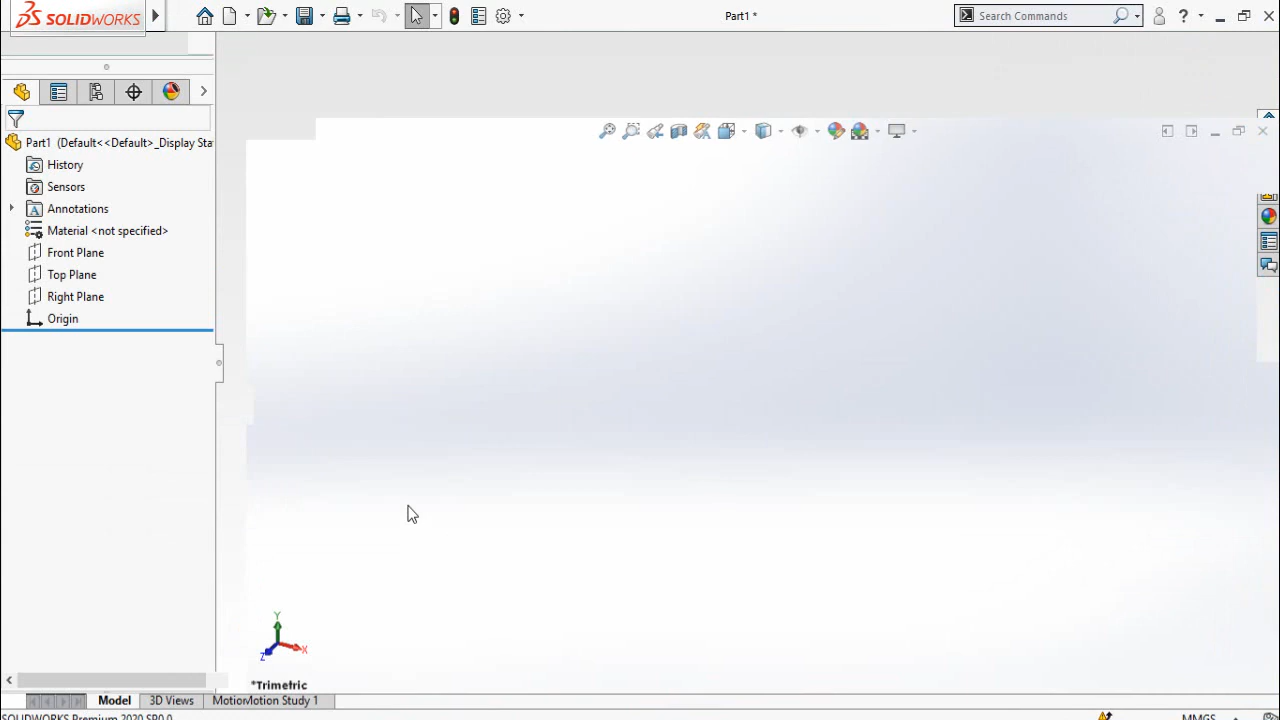 SOLIDWORKS
Part1 *
Search Commands
Part1 (Default<<Default>_Display Sta
History
Sensors
Annotations
Material <not specified>
Front Plane
Top Plane
Right Plane
Origin
Y
X
Z
*Trimetric
Model
3D Views
MotionMotion Study 1
SOLIDWORKS Premium 2020 SP0.0
MMGS